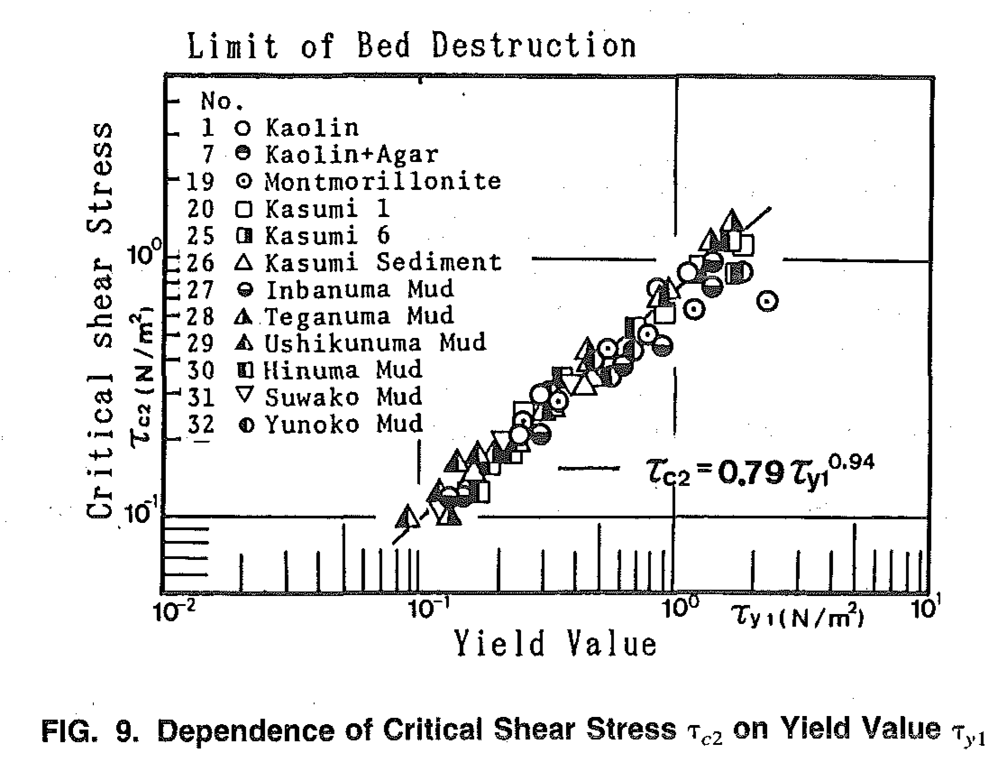 Limit of Bed Destruction
Critical shear Stress
τc2 (N/m²)
No.
1 Kaolin
7 Kaolin+Agar
19 Montmorillonite
20 Kasumi 1
25 Kasumi 6
26 Kasumi Sediment
27 Inbanuma Mud
28 Teganuma Mud
29 Ushikunuma Mud
30 Hinuma Mud
31 Suwako Mud
32 Yunoko Mud
10⁰
10⁻¹
τc2 = 0.79 τy1^0.94
10⁻² 10⁻¹ 10⁰ τy1 (N/m²) 10¹
Yield Value
FIG. 9. Dependence of Critical Shear Stress τc2 on Yield Value τy1